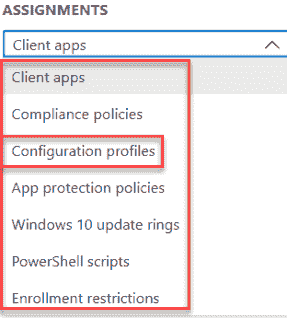 ASSIGNMENTS
Client apps
Client apps
Compliance policies
Configuration profiles
App protection policies
Windows 10 update rings
PowerShell scripts
Enrollment restrictions